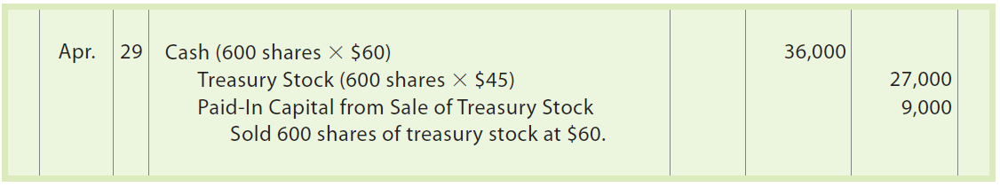 Apr. 29 Cash (600 shares × $60) 36,000
Treasury Stock (600 shares × $45) 27,000
Paid-In Capital from Sale of Treasury Stock 9,000
Sold 600 shares of treasury stock at $60.